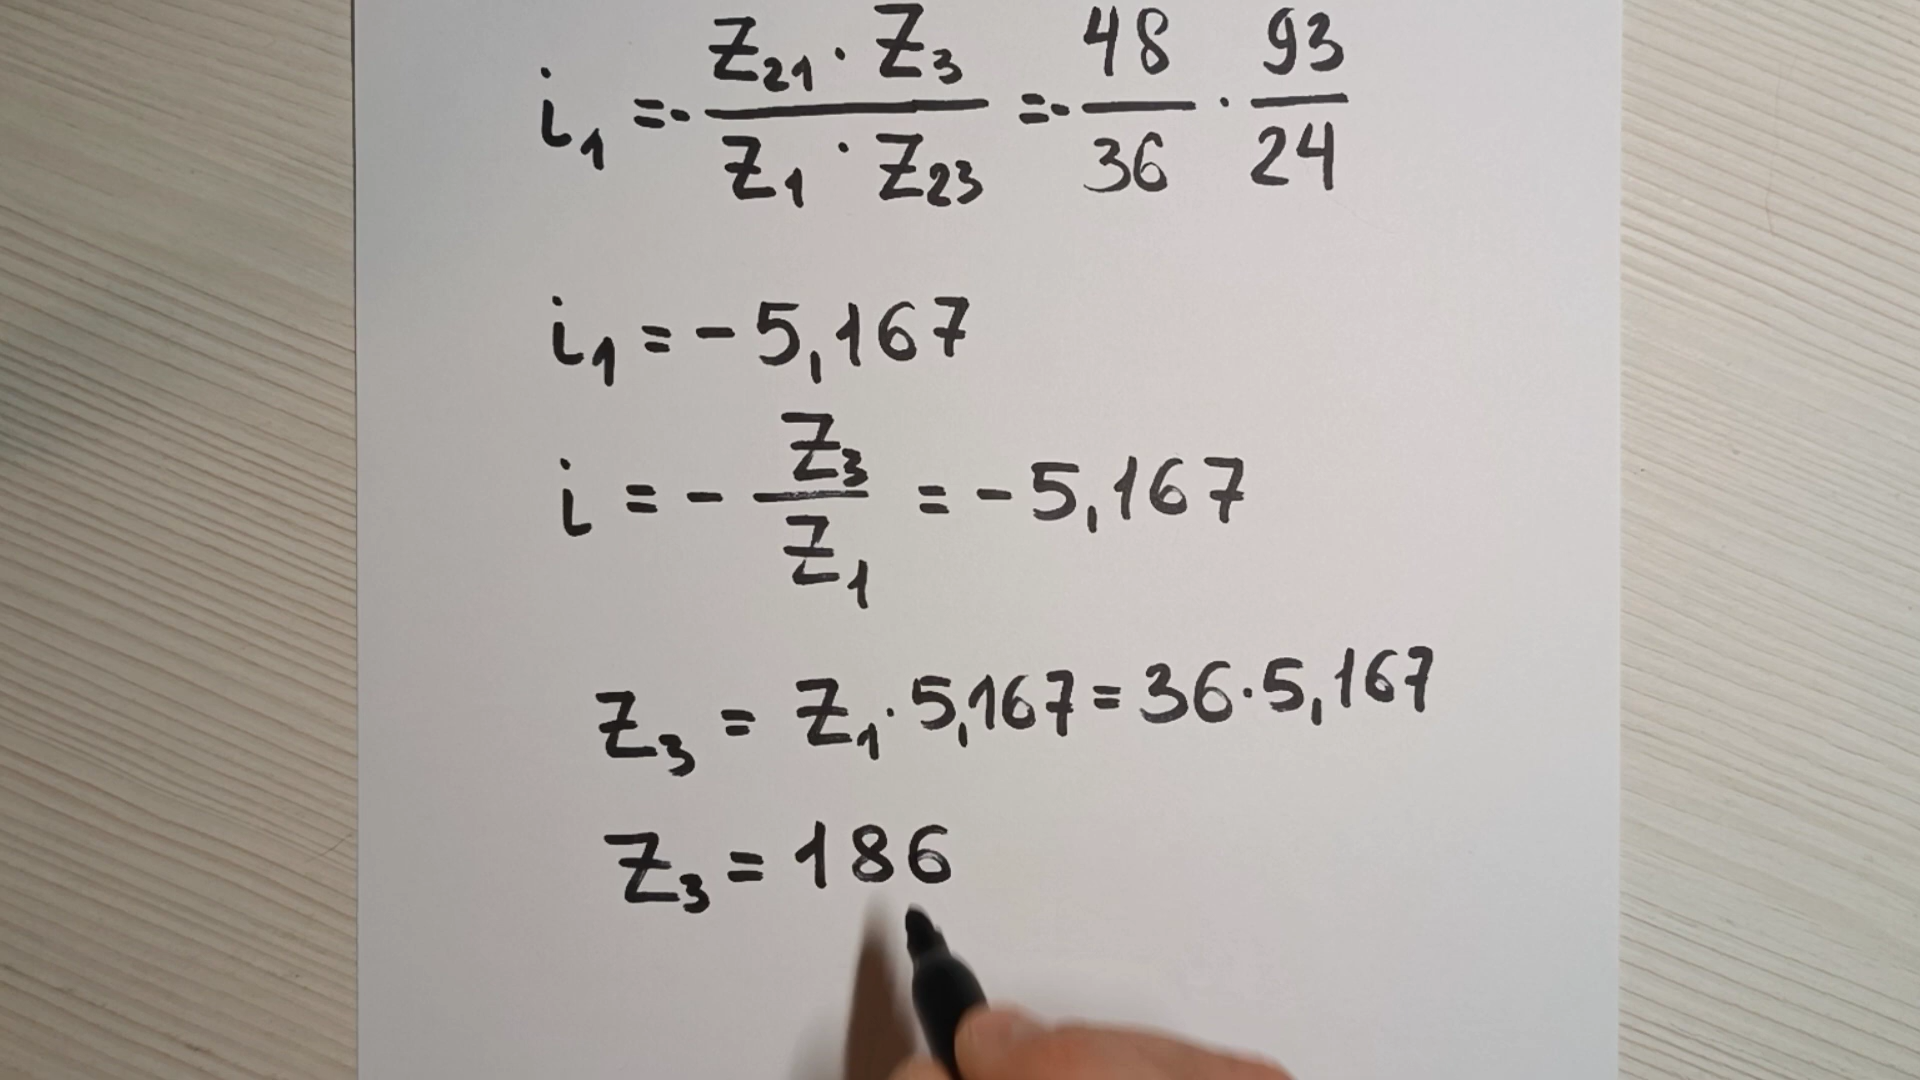 i₁ = - Z₂₁ · Z₃ / Z₁ · Z₂₃ = - 48/36 · 93/24
i₁ = - 5,167
i = - Z₃/Z₁ = - 5,167
Z₃ = Z₁ · 5,167 = 36 · 5,167
Z₃ = 186